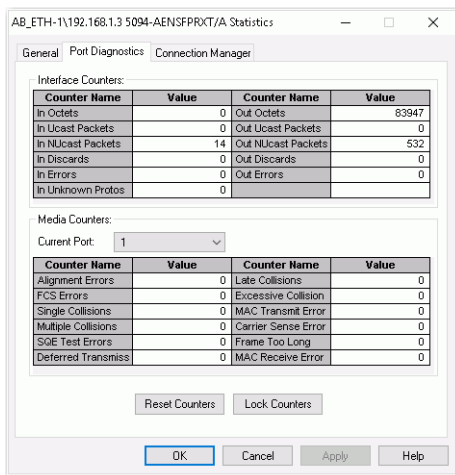 AB_ETH-1\192.168.1.3 5094-AENSFPRXT/A Statistics
General Port Diagnostics Connection Manager
Interface Counters:
Counter Name Value Counter Name Value
In Octets 0 Out Octets 83947
In Ucast Packets 0 Out Ucast Packets 0
In NUcast Packets 14 Out NUcast Packets 532
In Discards 0 Out Discards 0
In Errors 0 Out Errors 0
In Unknown Protos 0
Media Counters:
Current Port: 1
Counter Name Value Counter Name Value
Alignment Errors 0 Late Collisions 0
FCS Errors 0 Excessive Collision 0
Single Collisions 0 MAC Transmit Error 0
Multiple Collisions 0 Carrier Sense Error 0
SQE Test Errors 0 Frame Too Long 0
Deferred Transmiss 0 MAC Receive Error 0
Reset Counters Lock Counters
OK Cancel Apply Help